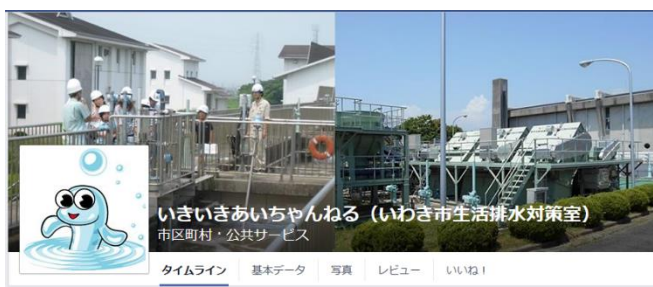 いきいきあいちゃんねる（いわき市生活排水対策室）
市区町村・公共サービス
タイムライン 基本データ 写真 レビュー いいね！